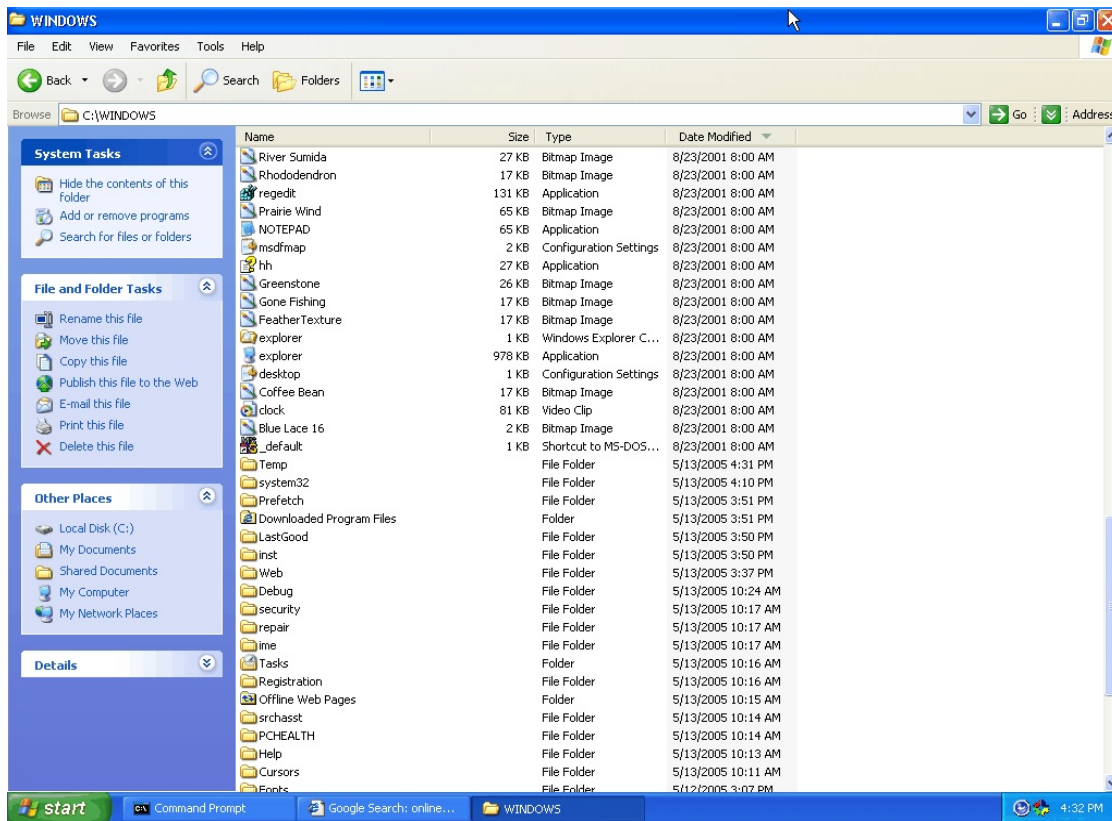 WINDOWS
File Edit View Favorites Tools Help
Back Search Folders
Browse C:\WINDOWS Go Address
System Tasks
Hide the contents of this
folder
Add or remove programs
Search for files or folders
File and Folder Tasks
Rename this file
Move this file
Copy this file
Publish this file to the Web
E-mail this file
Print this file
Delete this file
Other Places
Local Disk (C:)
My Documents
Shared Documents
My Computer
My Network Places
Details
Name Size Type Date Modified
River Sumida 27 KB Bitmap Image 8/23/2001 8:00 AM
Rhododendron 17 KB Bitmap Image 8/23/2001 8:00 AM
regedit 131 KB Application 8/23/2001 8:00 AM
Prairie Wind 65 KB Bitmap Image 8/23/2001 8:00 AM
NOTEPAD 65 KB Application 8/23/2001 8:00 AM
msdfmap 2 KB Configuration Settings 8/23/2001 8:00 AM
hh 27 KB Application 8/23/2001 8:00 AM
Greenstone 26 KB Bitmap Image 8/23/2001 8:00 AM
Gone Fishing 17 KB Bitmap Image 8/23/2001 8:00 AM
FeatherTexture 17 KB Bitmap Image 8/23/2001 8:00 AM
explorer 1 KB Windows Explorer C... 8/23/2001 8:00 AM
explorer 978 KB Application 8/23/2001 8:00 AM
desktop 1 KB Configuration Settings 8/23/2001 8:00 AM
Coffee Bean 17 KB Bitmap Image 8/23/2001 8:00 AM
clock 81 KB Video Clip 8/23/2001 8:00 AM
Blue Lace 16 2 KB Bitmap Image 8/23/2001 8:00 AM
_default 1 KB Shortcut to MS-DOS... 8/23/2001 8:00 AM
Temp File Folder 5/13/2005 4:31 PM
system32 File Folder 5/13/2005 4:10 PM
Prefetch File Folder 5/13/2005 3:51 PM
Downloaded Program Files Folder 5/13/2005 3:51 PM
LastGood File Folder 5/13/2005 3:50 PM
inst File Folder 5/13/2005 3:50 PM
Web File Folder 5/13/2005 3:37 PM
Debug File Folder 5/13/2005 10:24 AM
security File Folder 5/13/2005 10:17 AM
repair File Folder 5/13/2005 10:17 AM
ime File Folder 5/13/2005 10:17 AM
Tasks Folder 5/13/2005 10:16 AM
Registration File Folder 5/13/2005 10:16 AM
Offline Web Pages Folder 5/13/2005 10:15 AM
srchasst File Folder 5/13/2005 10:14 AM
PCHEALTH File Folder 5/13/2005 10:14 AM
Help File Folder 5/13/2005 10:13 AM
Cursors File Folder 5/13/2005 10:11 AM
Fonts File Folder 5/12/2005 3:07 PM
start Command Prompt Google Search: online... WINDOWS 4:32 PM